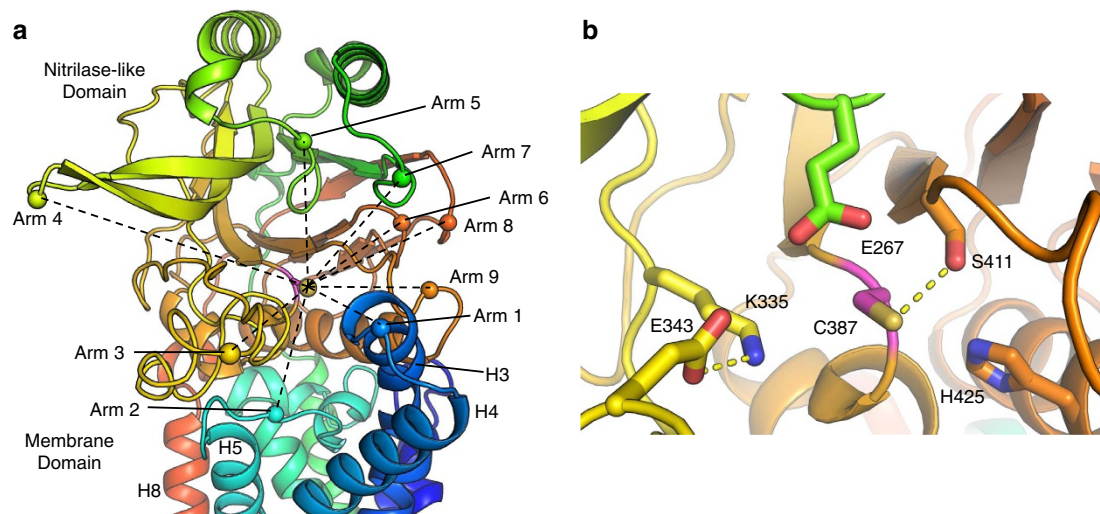 a
Nitrilase-like
Domain
Arm 5
Arm 7
Arm 6
Arm 4
Arm 8
Arm 9
Arm 1
Arm 3
H3
Arm 2
H4
Membrane
Domain
H5
H8
b
E267
S411
K335
E343
C387
H425